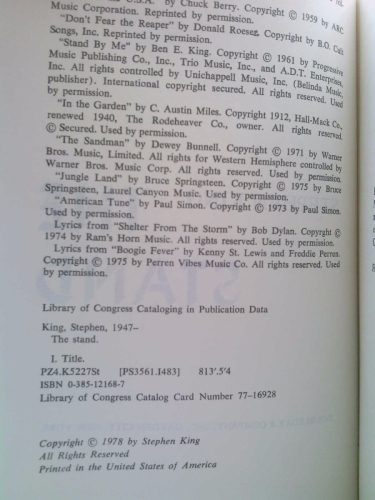 U.S.A." by Chuck Berry. Copyright © 1959 by ARC
Music Corporation. Reprinted by permission.
"Don't Fear the Reaper" by Donald Roeser. Copyright by B.O. Cult
Songs, Inc. Reprinted by permission.
"Stand By Me" by Ben E. King. Copyright © 1961 by Progressive
Music Publishing Co., Inc., Trio Music, Inc., and A.D.T. Enterprises,
Inc. All rights controlled by Unichappell Music, Inc. (Belinda Music,
publisher). International copyright secured. All rights reserved. Used
by permission.
"In the Garden" by C. Austin Miles. Copyright 1912, Hall-Mack Co.,
renewed 1940, The Rodeheaver Co., owner. All rights reserved.
© Secured. Used by permission.
"The Sandman" by Dewey Bunnell. Copyright © 1971 by Warner
Bros. Music, Limited. All rights for Western Hemisphere controlled by
Warner Bros. Music Corp. All rights reserved. Used by permission.
"Jungle Land" by Bruce Springsteen. Copyright © 1975 by Bruce
Springsteen, Laurel Canyon Music. Used by permission.
"American Tune" by Paul Simon. Copyright © 1973 by Paul Simon.
Used by permission.
Lyrics from "Shelter From The Storm" by Bob Dylan. Copyright ©
1974 by Ram's Horn Music. All rights reserved. Used by permission.
Lyrics from "Boogie Fever" by Kenny St. Lewis and Freddie Perren.
Copyright © 1975 by Perren Vibes Music Co. All rights reserved. Used
by permission.
Library of Congress Cataloging in Publication Data
King, Stephen, 1947–
The stand.
I. Title.
PZ4.K5227St [PS3561.I483] 813'.5'4
ISBN 0-385-12168-7
Library of Congress Catalog Card Number 77-16928
Copyright © 1978 by Stephen King
All Rights Reserved
Printed in the United States of America